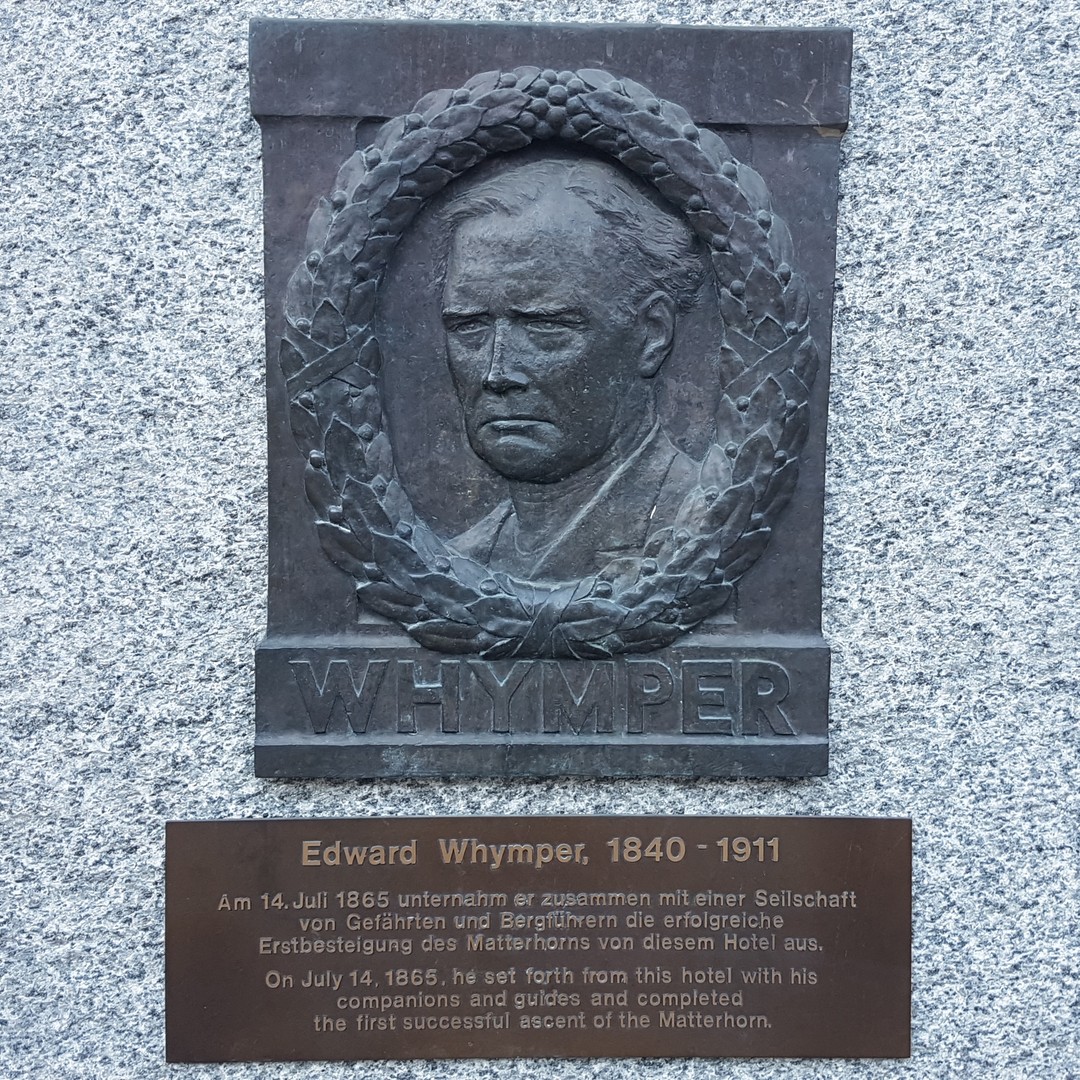 WHYMPER
Edward Whymper, 1840 - 1911
Am 14. Juli 1865 unternahm er zusammen mit einer Seilschaft
von Gefährten und Bergführern die erfolgreiche
Erstbesteigung des Matterhorns von diesem Hotel aus.
On July 14, 1865, he set forth from this hotel with his
companions and guides and completed
the first successful ascent of the Matterhorn.